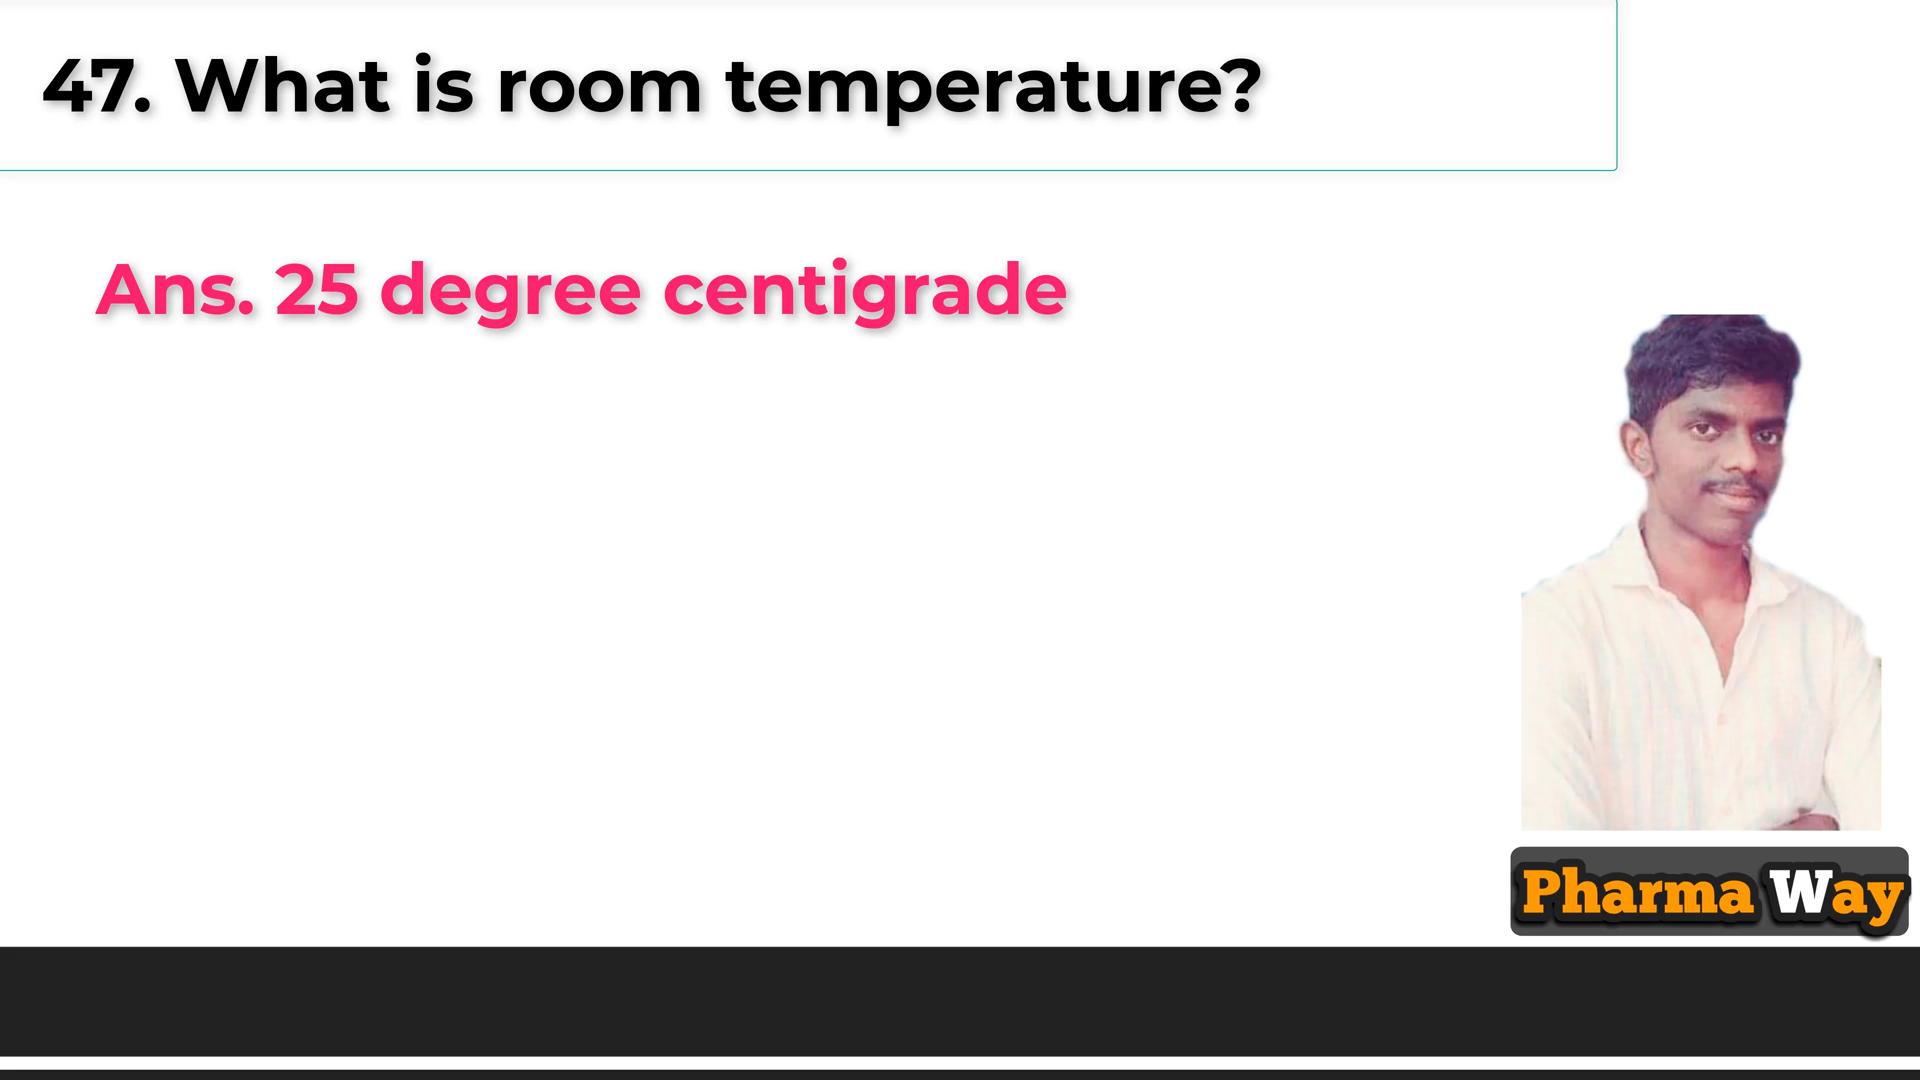 47. What is room temperature?
Ans. 25 degree centigrade
Pharma Way